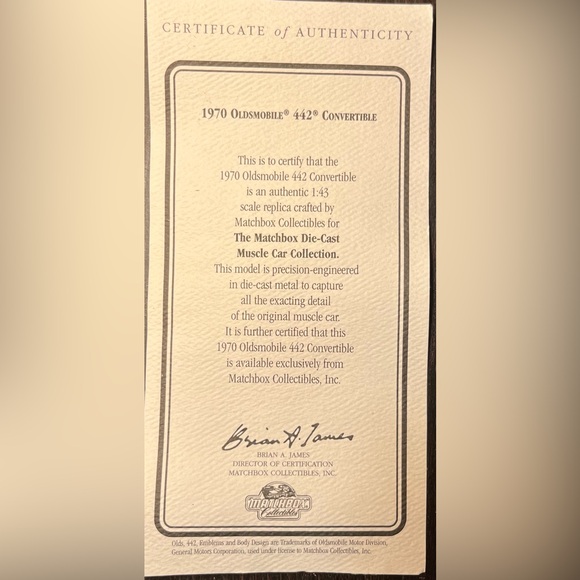 CERTIFICATE of AUTHENTICITY
1970 OLDSMOBILE® 442® CONVERTIBLE
This is to certify that the
1970 Oldsmobile 442 Convertible
is an authentic 1:43
scale replica crafted by
Matchbox Collectibles for
The Matchbox Die-Cast
Muscle Car Collection.
This model is precision-engineered
in die-cast metal to capture
all the exacting detail
of the original muscle car.
It is further certified that this
1970 Oldsmobile 442 Convertible
is available exclusively from
Matchbox Collectibles, Inc.
Brian A. James
BRIAN A. JAMES
DIRECTOR OF CERTIFICATION
MATCHBOX COLLECTIBLES, INC.
MATCHBOX
Collectibles
Olds, 442, Emblems and Body Design are Trademarks of Oldsmobile Motor Division,
General Motors Corporation, used under license to Matchbox Collectibles, Inc.